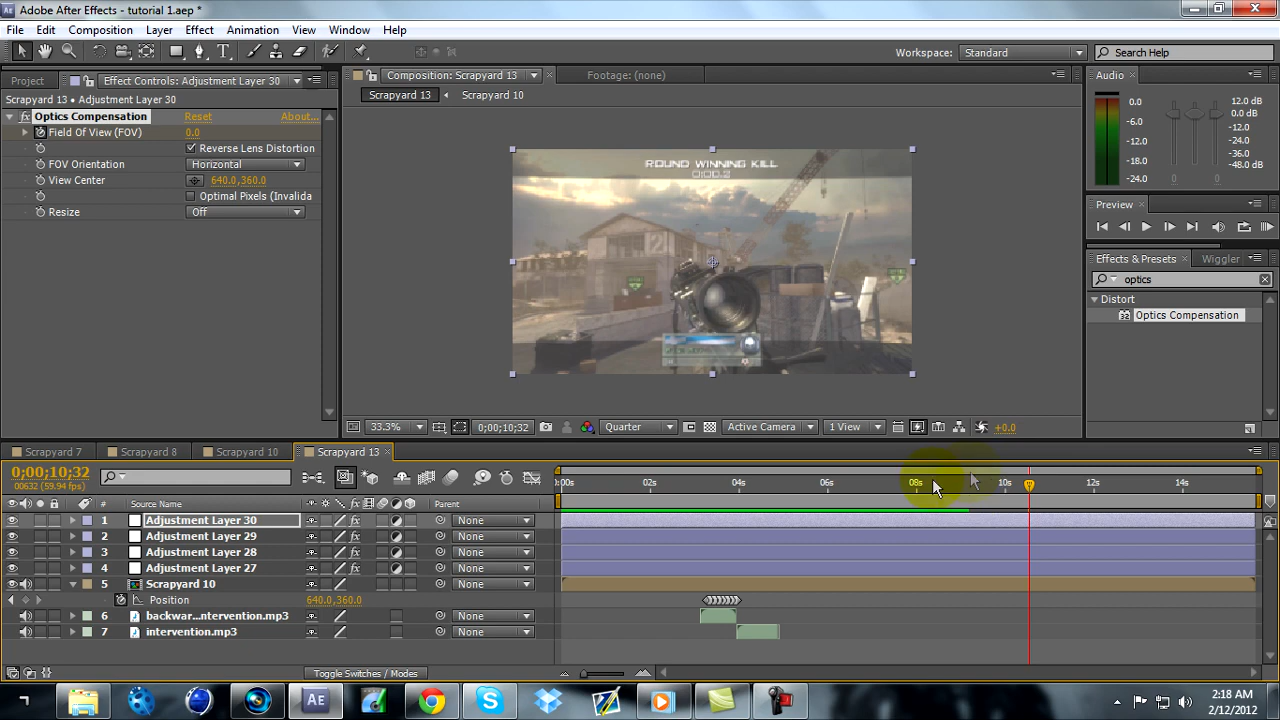 Adobe After Effects - tutorial 1.aep *
File Edit Composition Layer Effect Animation View Window Help
Workspace: Standard Search Help
Project Effect Controls: Adjustment Layer 30
Scrapyard 13 • Adjustment Layer 30
fx Optics Compensation Reset About...
Field Of View (FOV) 0.0
Reverse Lens Distortion
FOV Orientation Horizontal
View Center 640.0,360.0
Optimal Pixels (Invalida
Resize Off
Composition: Scrapyard 13 Footage: (none)
Scrapyard 13 Scrapyard 10
ROUND WINNING KILL
0:00.2
33.3% 0;00;10;32 Quarter Active Camera 1 View +0.0
Audio
0.0
-6.0
-12.0
-18.0
-24.0
12.0 dB
0.0 dB
-12.0
-24.0
-36.0
-48.0 dB
0 0
Preview
Effects & Presets Wiggler
optics
Distort
32 Optics Compensation
Scrapyard 7 Scrapyard 8 Scrapyard 10 Scrapyard 13
0;00;10;32
00632 (59.94 fps)
:00s 02s 04s 06s 08s 10s 12s 14s
# Source Name Parent
1 Adjustment Layer 30 fx None
2 Adjustment Layer 29 fx None
3 Adjustment Layer 28 fx None
4 Adjustment Layer 27 fx None
5 Scrapyard 10 None
Position 640.0,360.0
6 backwar...ntervention.mp3 None
7 intervention.mp3 None
Toggle Switches / Modes
AE
2:18 AM
2/12/2012